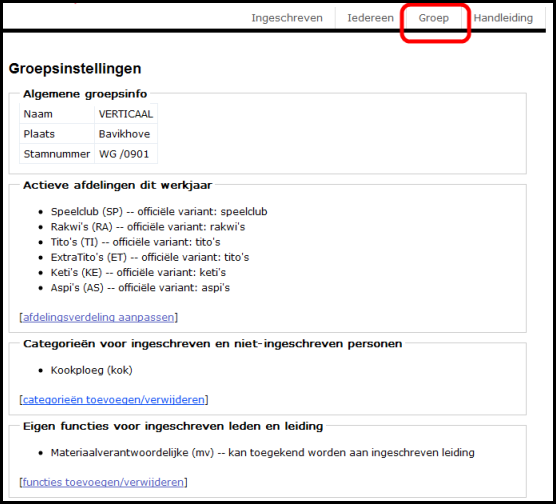 Ingeschreven Iedereen Groep Handleiding
Groepsinstellingen
Algemene groepsinfo
Naam VERTICAAL
Plaats Bavikhove
Stamnummer WG /0901
Actieve afdelingen dit werkjaar
• Speelclub (SP) -- officiële variant: speelclub
• Rakwi's (RA) -- officiële variant: rakwi's
• Tito's (TI) -- officiële variant: tito's
• ExtraTito's (ET) -- officiële variant: tito's
• Keti's (KE) -- officiële variant: keti's
• Aspi's (AS) -- officiële variant: aspi's
[afdelingsverdeling aanpassen]
Categorieën voor ingeschreven en niet-ingeschreven personen
• Kookploeg (kok)
[categorieën toevoegen/verwijderen]
Eigen functies voor ingeschreven leden en leiding
• Materiaalverantwoordelijke (mv) -- kan toegekend worden aan ingeschreven leiding
[functies toevoegen/verwijderen]